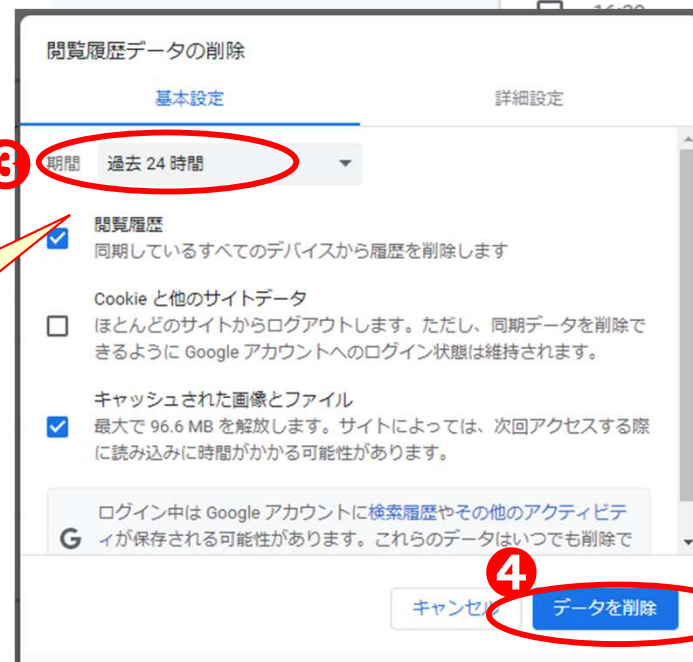 閲覧履歴データの削除
基本設定 詳細設定
❸ 期間 過去 24 時間
閲覧履歴
同期しているすべてのデバイスから履歴を削除します
Cookie と他のサイトデータ
ほとんどのサイトからログアウトします。ただし、同期データを削除で
きるように Google アカウントへのログイン状態は維持されます。
キャッシュされた画像とファイル
最大で 96.6 MB を解放します。サイトによっては、次回アクセスする際
に読み込みに時間がかかる可能性があります。
ログイン中は Google アカウントに検索履歴やその他のアクティビテ
G ィが保存される可能性があります。これらのデータはいつでも削除で
❹
キャンセル データを削除